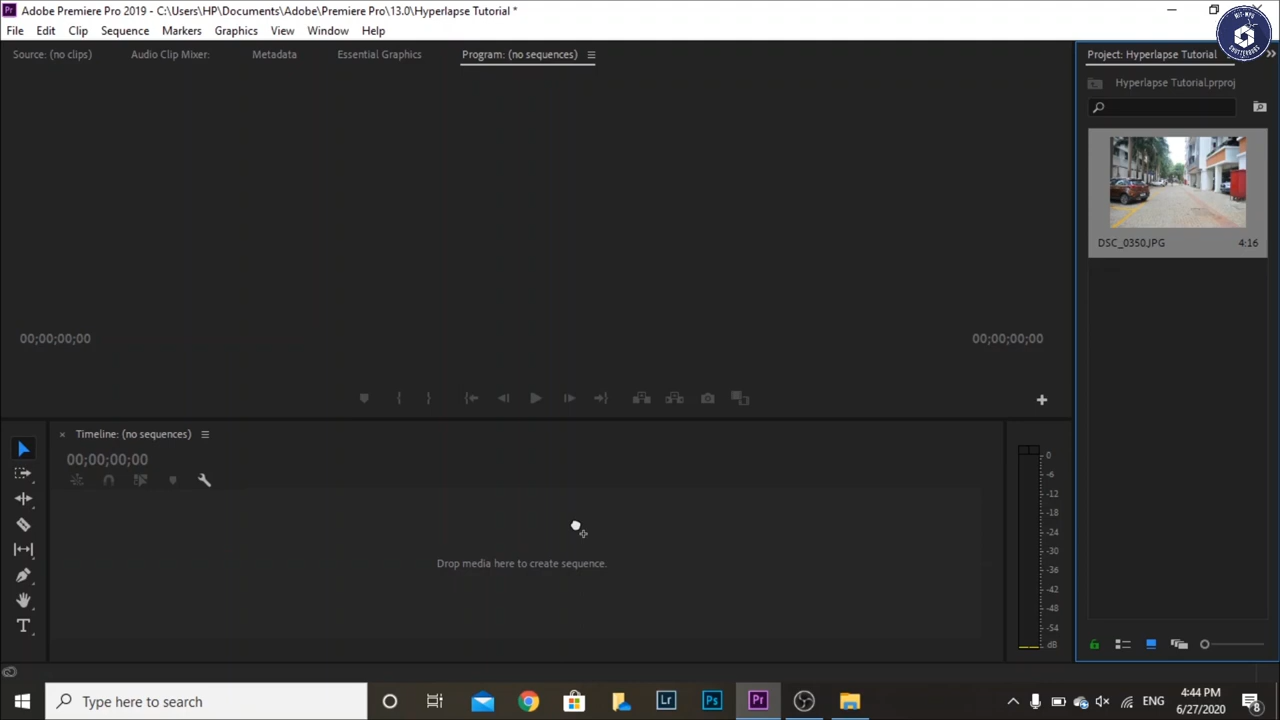 Pr Adobe Premiere Pro 2019 - C:\Users\HP\Documents\Adobe\Premiere Pro\13.0\Hyperlapse Tutorial *
File Edit Clip Sequence Markers Graphics View Window Help
Source: (no clips) Audio Clip Mixer: Metadata Essential Graphics Program: (no sequences) Project: Hyperlapse Tutorial
Hyperlapse Tutorial.prproj
DSC_0350.JPG 4:16
00;00;00;00 00;00;00;00
Timeline: (no sequences)
00;00;00;00
Drop media here to create sequence.
0
-6
-12
-18
-24
-30
-36
-42
-48
-54
dB
Type here to search
Lr Ps Pr
ENG
4:44 PM
6/27/2020
8